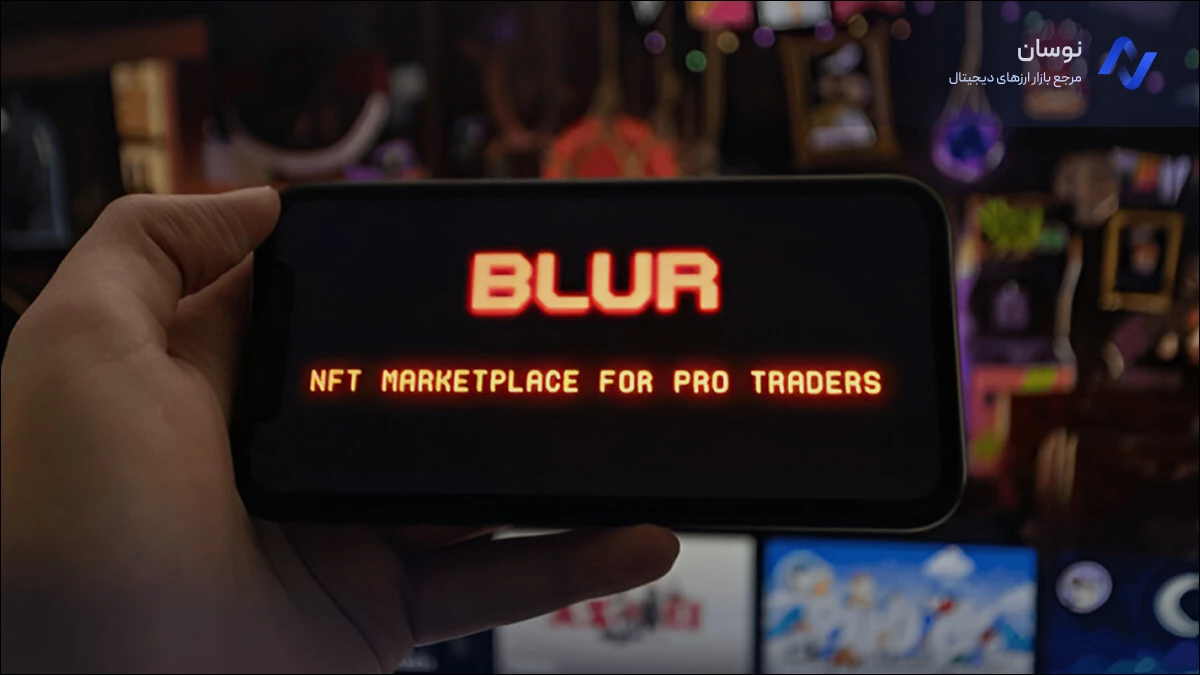 نوسان
مرجع بازار ارزهای دیجیتال
BLUR
NFT MARKETPLACE FOR PRO TRADERS